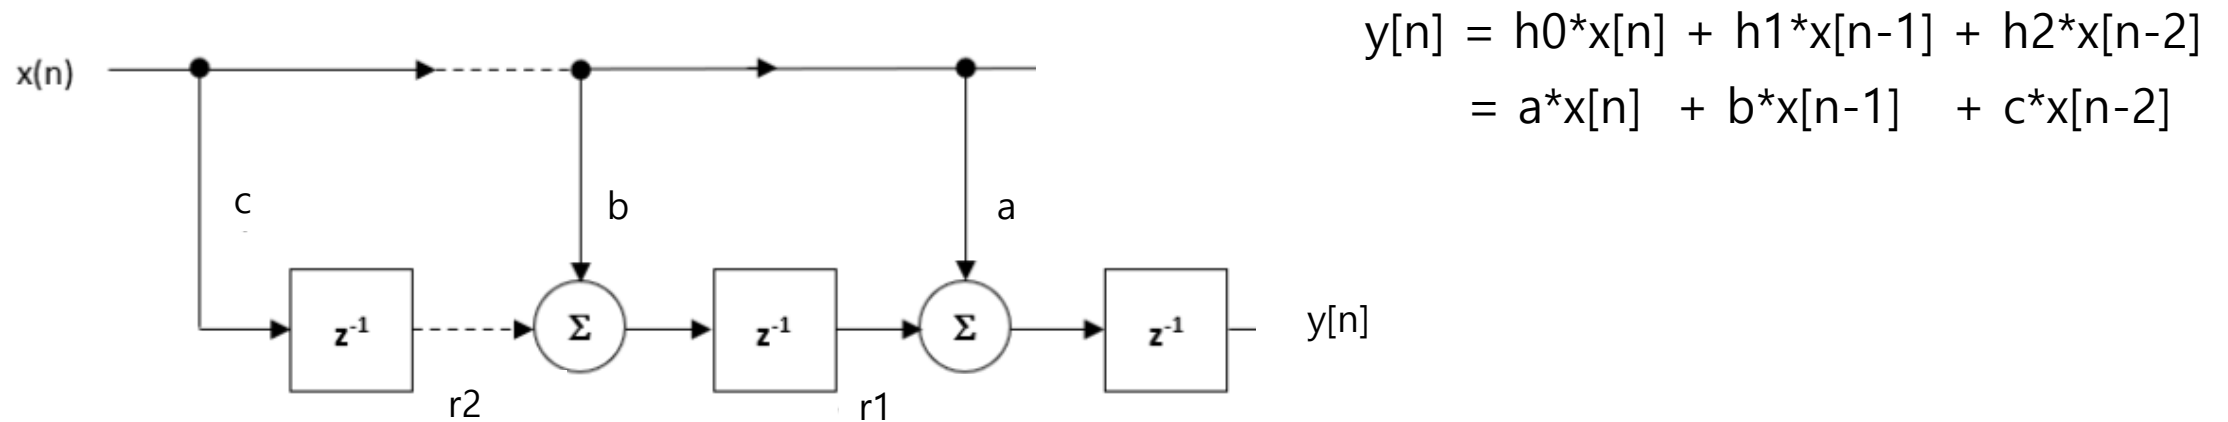 y[n] = h0*x[n] + h1*x[n-1] + h2*x[n-2]
= a*x[n] + b*x[n-1] + c*x[n-2]
x(n)
c
b
a
z⁻¹
Σ
z⁻¹
Σ
z⁻¹
y[n]
r2
r1